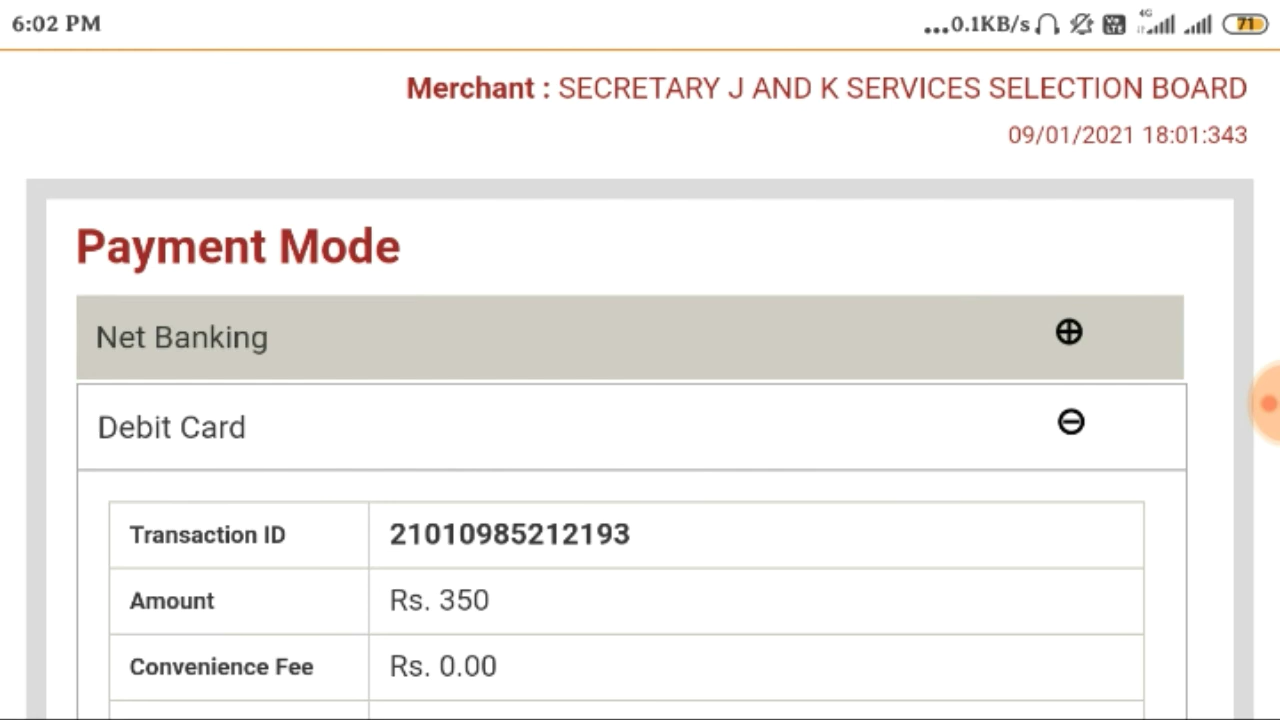 6:02 PM ...0.1KB/s 4G 71
Merchant : SECRETARY J AND K SERVICES SELECTION BOARD
09/01/2021 18:01:343
Payment Mode
Net Banking
Debit Card
Transaction ID 21010985212193
Amount Rs. 350
Convenience Fee Rs. 0.00